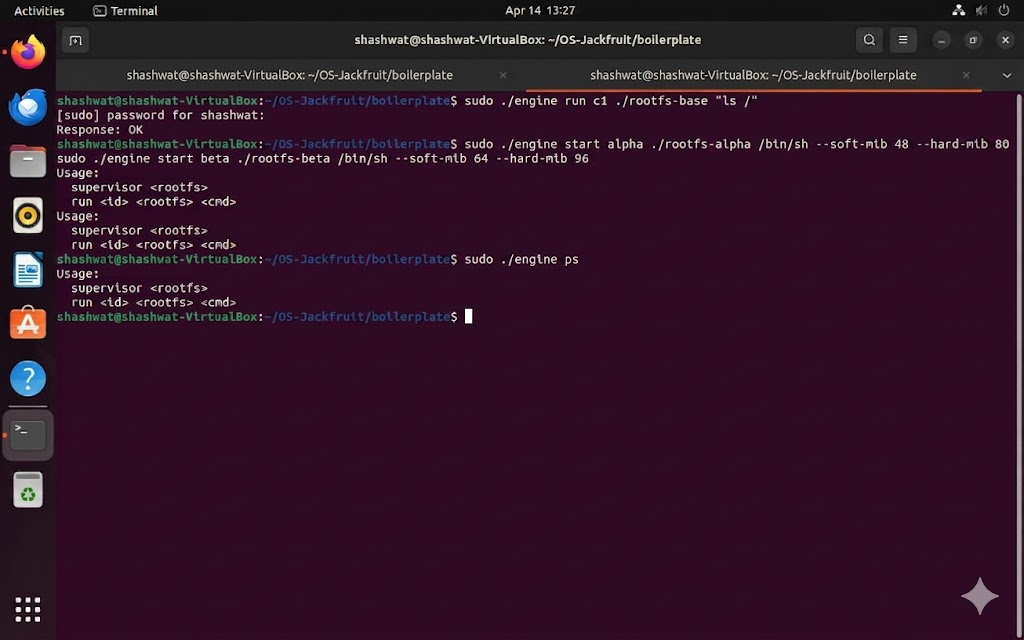 Activities
Terminal
Apr 14 13:27
shashwat@shashwat-VirtualBox: ~/OS-Jackfruit/boilerplate
shashwat@shashwat-VirtualBox: ~/OS-Jackfruit/boilerplate
shashwat@shashwat-VirtualBox: ~/OS-Jackfruit/boilerplate
shashwat@shashwat-VirtualBox:~/OS-Jackfruit/boilerplate$ sudo ./engine run c1 ./rootfs-base "ls /"
[sudo] password for shashwat:
Response: OK
shashwat@shashwat-VirtualBox:~/OS-Jackfruit/boilerplate$ sudo ./engine start alpha ./rootfs-alpha /bin/sh --soft-mib 48 --hard-mib 80
sudo ./engine start beta ./rootfs-beta /bin/sh --soft-mib 64 --hard-mib 96
Usage:
  supervisor <rootfs>
  run <id> <rootfs> <cmd>
Usage:
  supervisor <rootfs>
  run <id> <rootfs> <cmd>
shashwat@shashwat-VirtualBox:~/OS-Jackfruit/boilerplate$ sudo ./engine ps
Usage:
  supervisor <rootfs>
  run <id> <rootfs> <cmd>
shashwat@shashwat-VirtualBox:~/OS-Jackfruit/boilerplate$